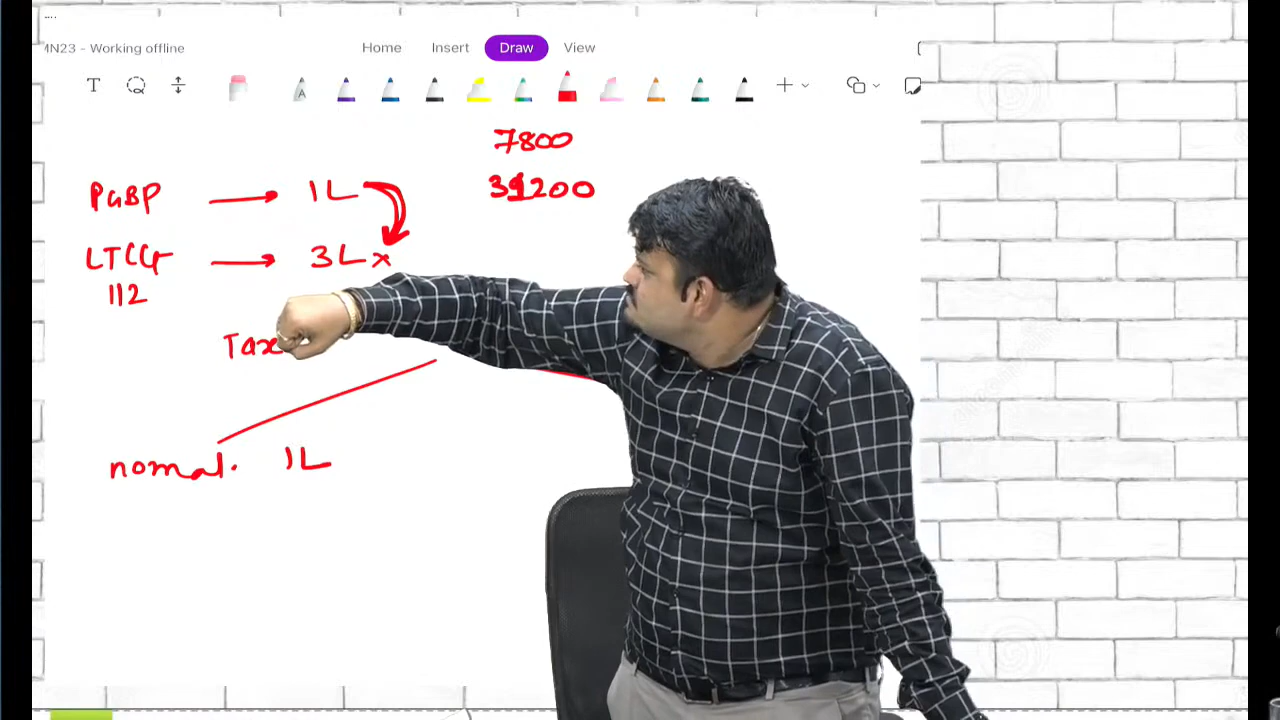 MN23 - Working offline
Home Insert Draw View
T
A
7800
PGBP → 1L
39200
LTCG → 3L x
112
Tax
normal. 1L